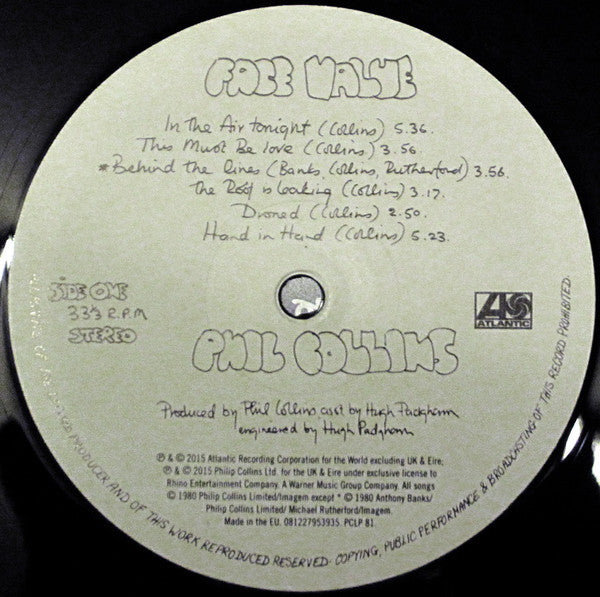 FACE VALUE
In The Air tonight (Collins) 5.36.
This Must Be love (Collins) 3.56.
*Behind the lines (Banks, Collins, Rutherford) 3.56.
The Roof is leaking (Collins) 3.17.
Droned (Collins) 2.50.
Hand in Hand (Collins) 5.23.
SIDE ONE
33⅓ R.P.M
STEREO
ATLANTIC
PHIL COLLINS
Produced by Phil Collins, asst by Hugh Padgham
engineered by Hugh Padgham
℗ & © 2015 Atlantic Recording Corporation for the World excluding UK & Eire;
℗ & © 2015 Philip Collins Ltd. for the UK & Eire under exclusive license to
Rhino Entertainment Company. A Warner Music Group Company. All songs
© 1980 Philip Collins Limited/Imagem except * © 1980 Anthony Banks/
Philip Collins Limited/ Michael Rutherford/Imagem.
Made in the EU. 081227953935. PCLP 81.
PRODUCER AND OF THIS WORK REPRODUCED RESERVED· COPYING, PUBLIC PERFORMANCE & BROADCASTING OF THIS RECORD PROHIBITED.